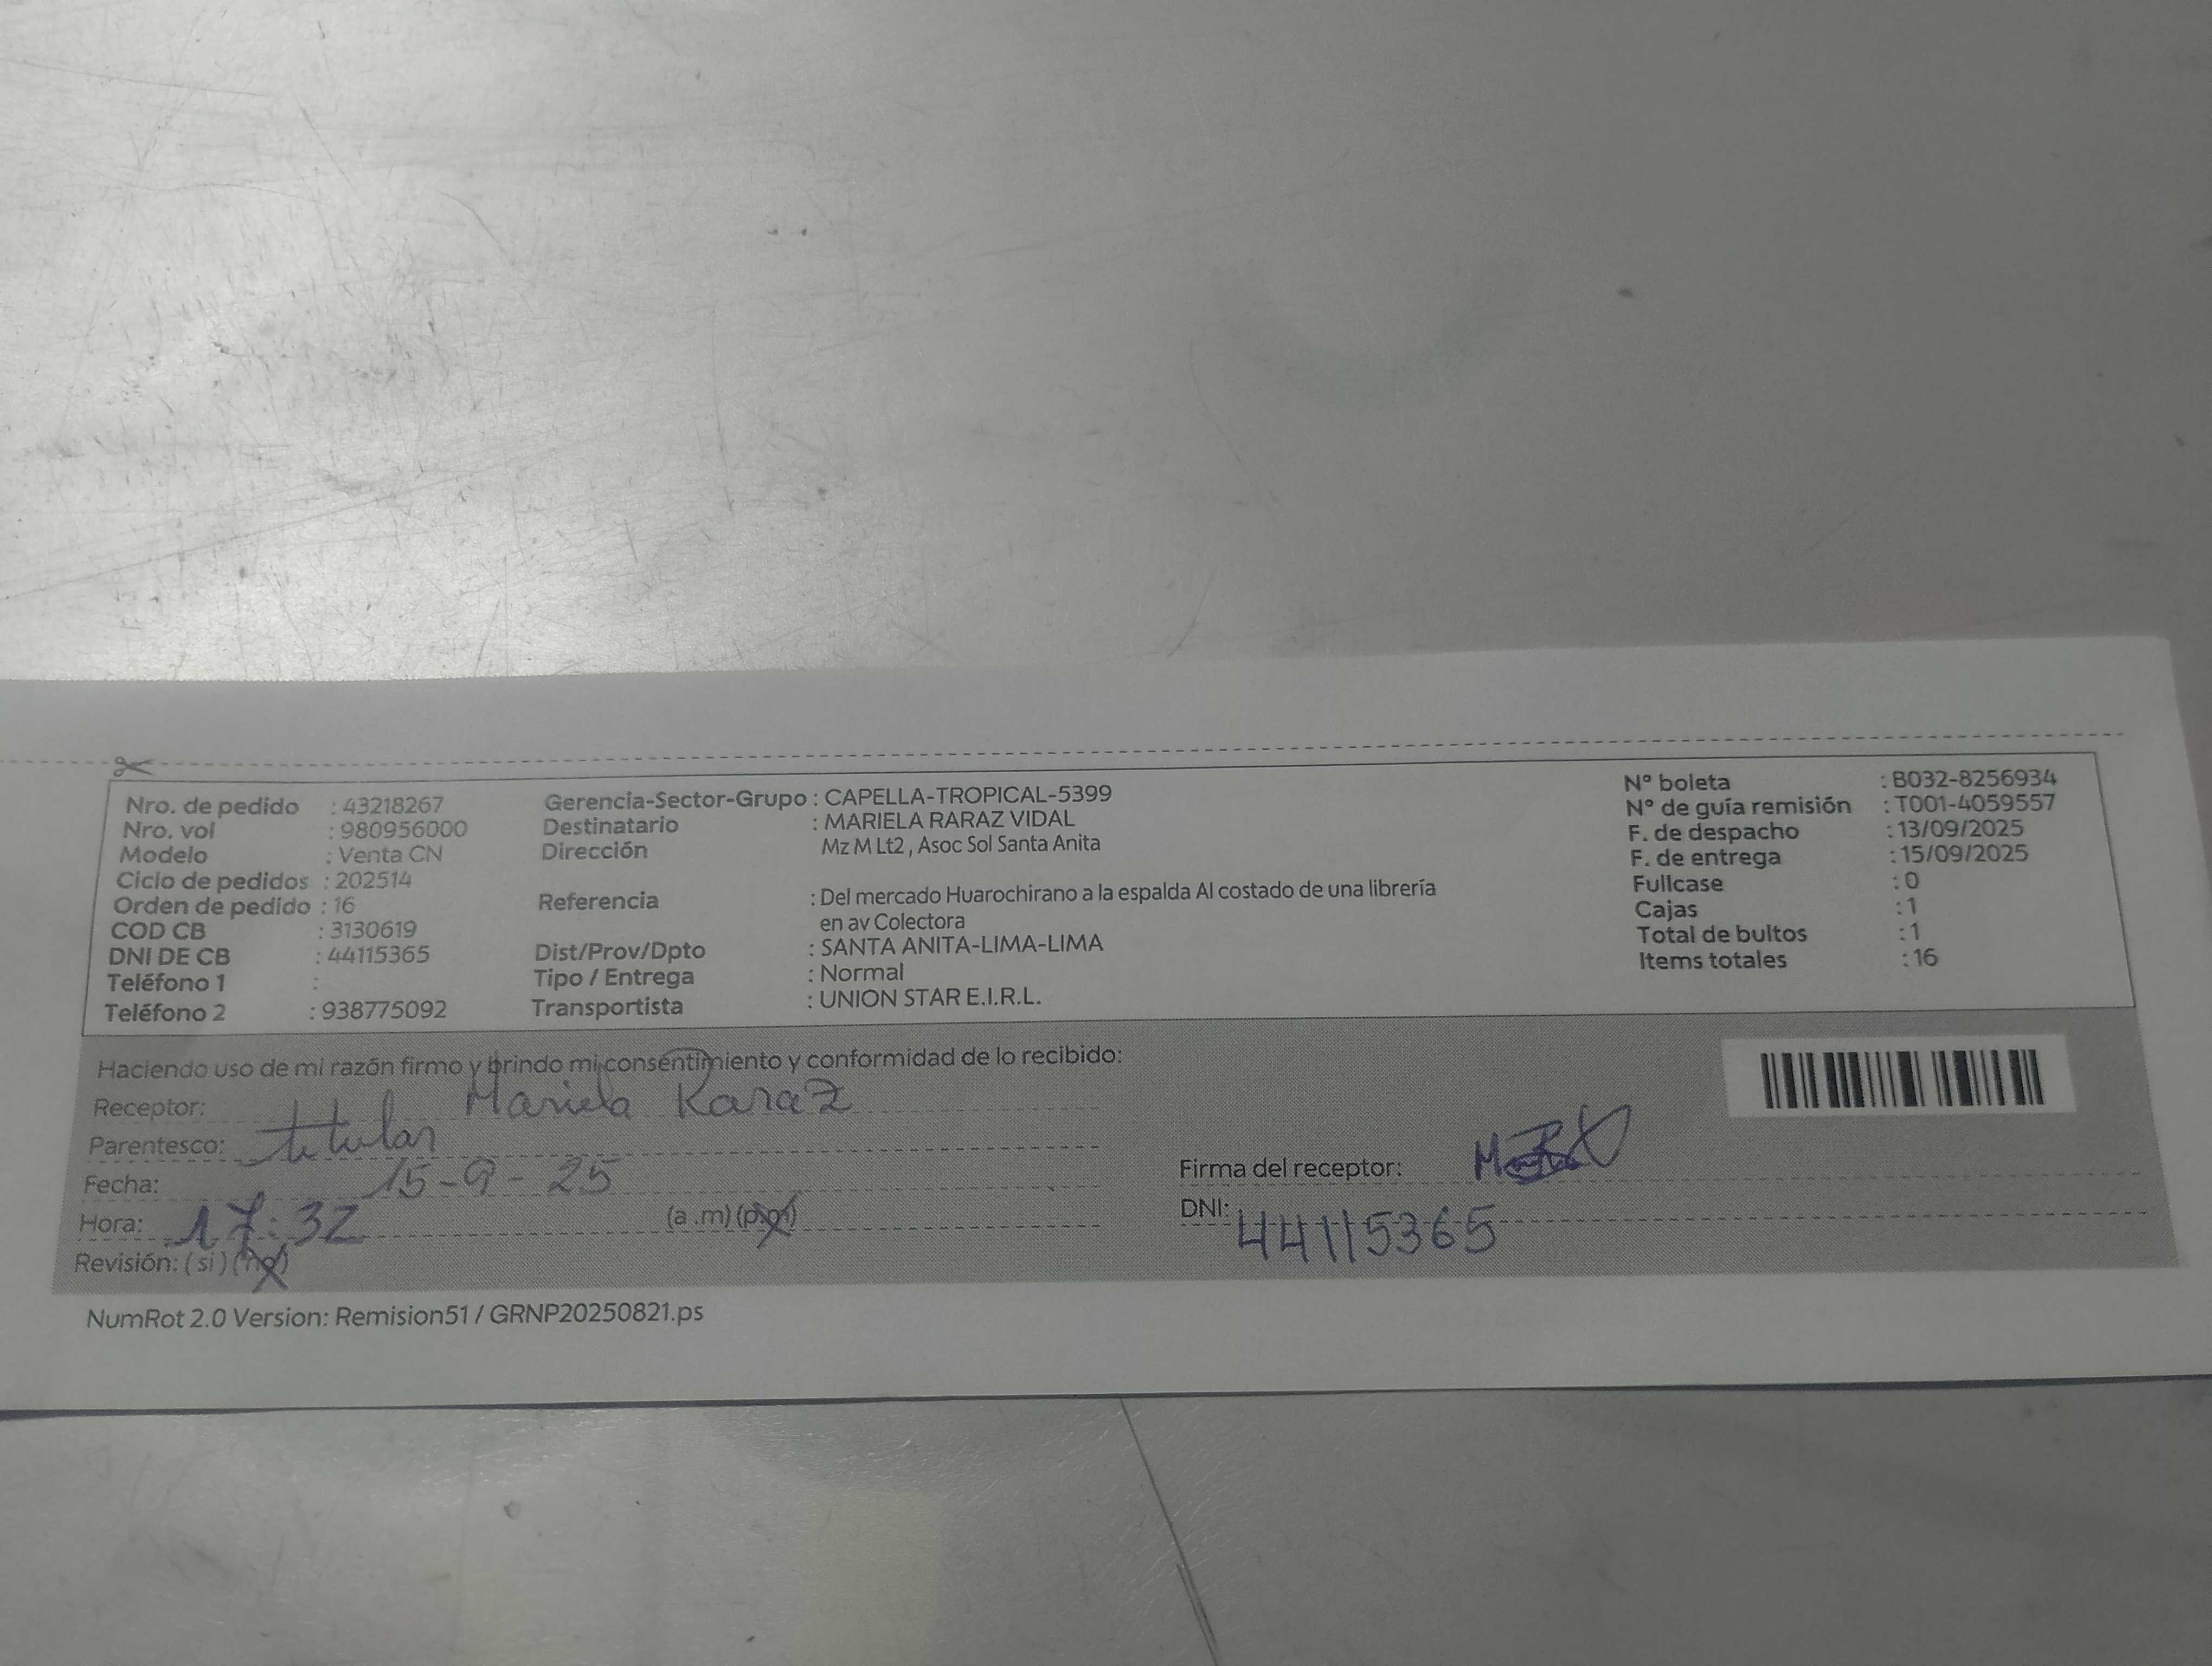 Nro. de pedido : 43218267
Nro. vol : 980956000
Modelo : Venta CN
Ciclo de pedidos : 202514
Orden de pedido : 16
COD CB : 3130619
DNI DE CB : 44115365
Teléfono 1 :
Teléfono 2 : 938775092
Gerencia-Sector-Grupo : CAPELLA-TROPICAL-5399
Destinatario : MARIELA RARAZ VIDAL
Dirección Mz M Lt2 , Asoc Sol Santa Anita
Referencia : Del mercado Huarochirano a la espalda Al costado de una librería
en av Colectora
Dist/Prov/Dpto : SANTA ANITA-LIMA-LIMA
Tipo / Entrega : Normal
Transportista : UNION STAR E.I.R.L.
N° boleta : B032-8256934
N° de guía remisión : T001-4059557
F. de despacho : 13/09/2025
F. de entrega : 15/09/2025
Fullcase : 0
Cajas : 1
Total de bultos : 1
Items totales : 16
Haciendo uso de mi razón firmo y brindo mi consentimiento y conformidad de lo recibido:
Receptor: Mariela Raraz
Parentesco: titular
Fecha: 15-9-25
Hora: 17:32 (a .m) (p.m)
Revisión: ( si ) (no)
Firma del receptor:
DNI: 44115365
NumRot 2.0 Version: Remision51 / GRNP20250821.ps